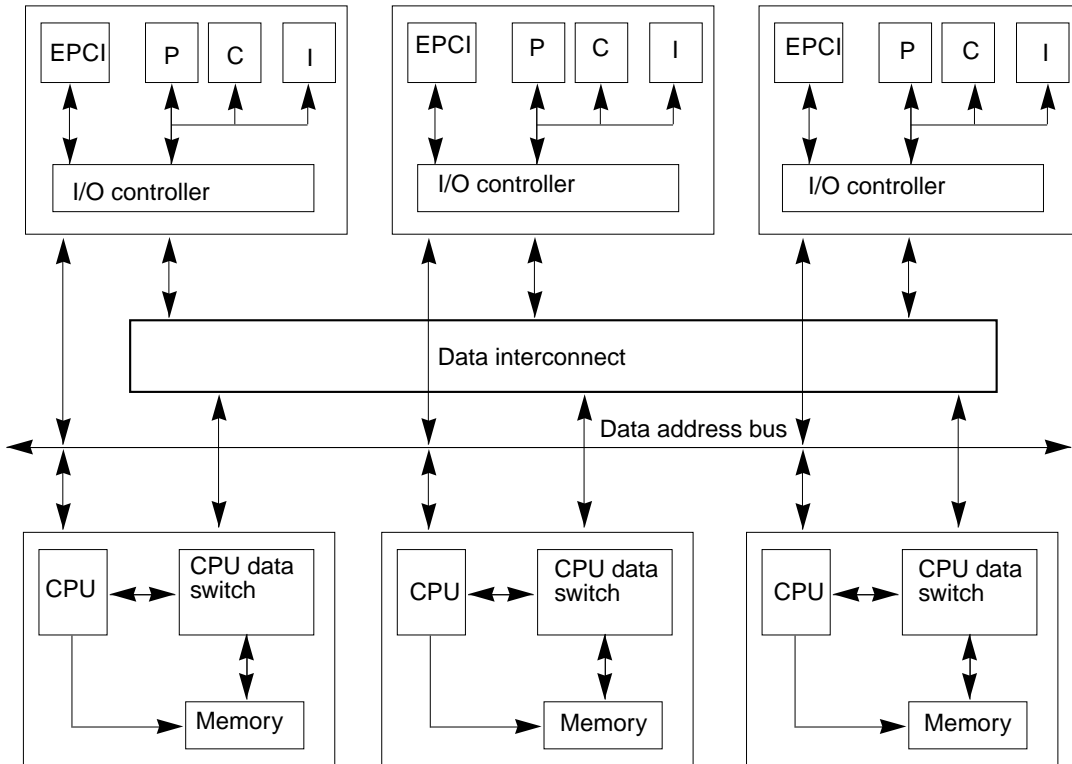 EPCI P C I
I/O controller
EPCI P C I
I/O controller
EPCI P C I
I/O controller
Data interconnect
Data address bus
CPU
CPU data
switch
Memory
CPU
CPU data
switch
Memory
CPU
CPU data
switch
Memory